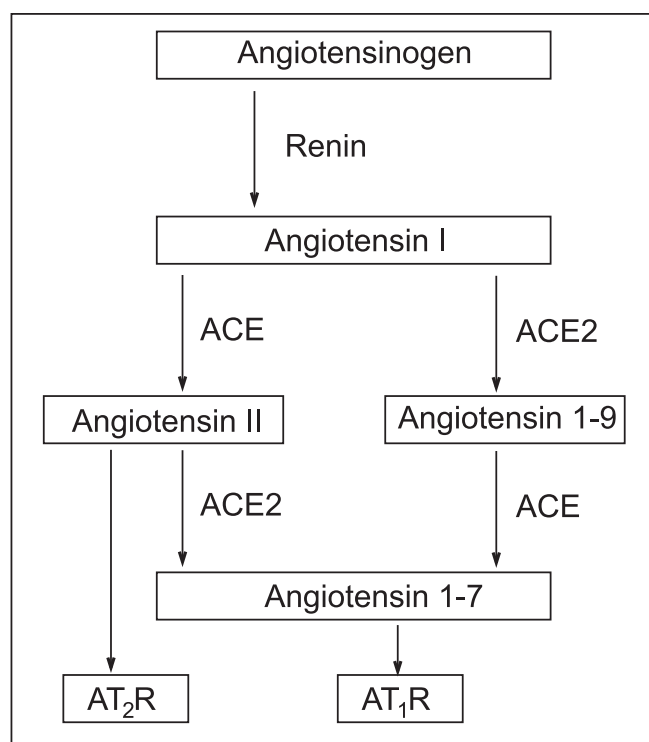 Angiotensinogen
Renin
Angiotensin I
ACE
ACE2
Angiotensin II
Angiotensin 1-9
ACE2
ACE
Angiotensin 1-7
AT₂R
AT₁R